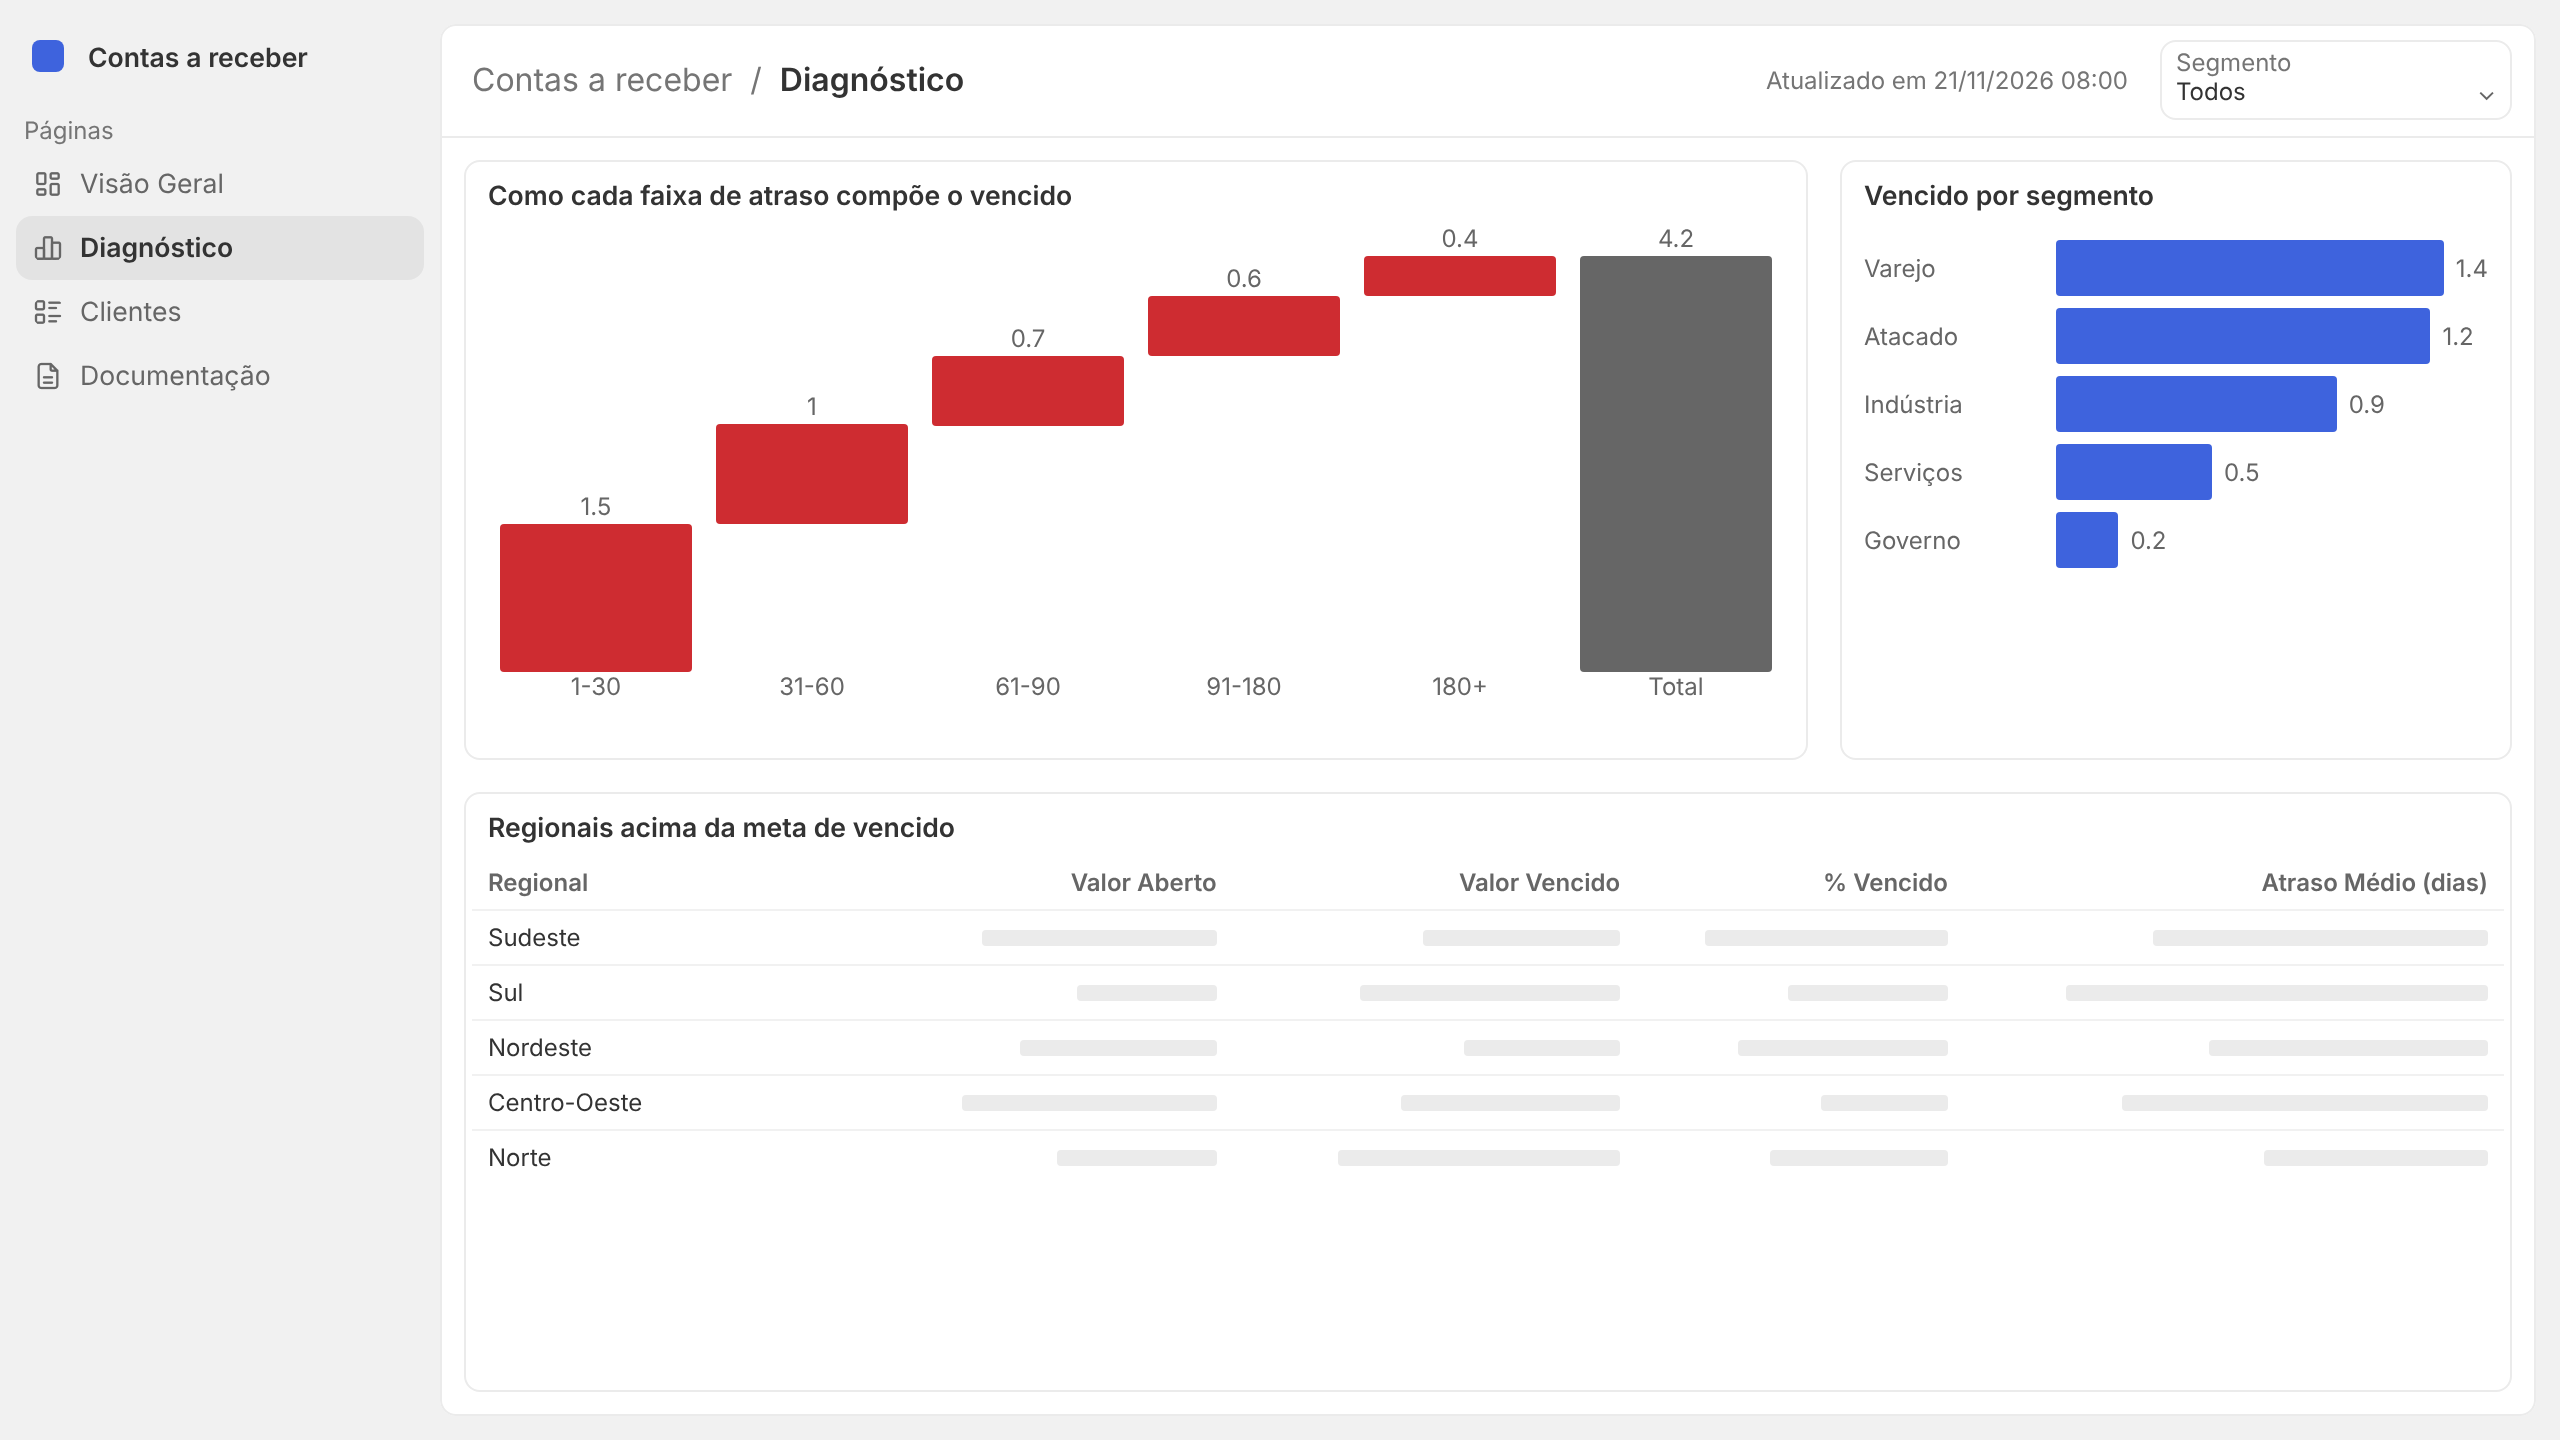 Contas a receber
Páginas
Visão Geral
Diagnóstico
Clientes
Documentação
Contas a receber / Diagnóstico
Atualizado em 21/11/2026 08:00
Segmento
Todos
Como cada faixa de atraso compõe o vencido
1.5
1
0.7
0.6
0.4
4.2
1-30
31-60
61-90
91-180
180+
Total
Vencido por segmento
Varejo 1.4
Atacado 1.2
Indústria 0.9
Serviços 0.5
Governo 0.2
Regionais acima da meta de vencido
Regional Valor Aberto Valor Vencido % Vencido Atraso Médio (dias)
Sudeste
Sul
Nordeste
Centro-Oeste
Norte